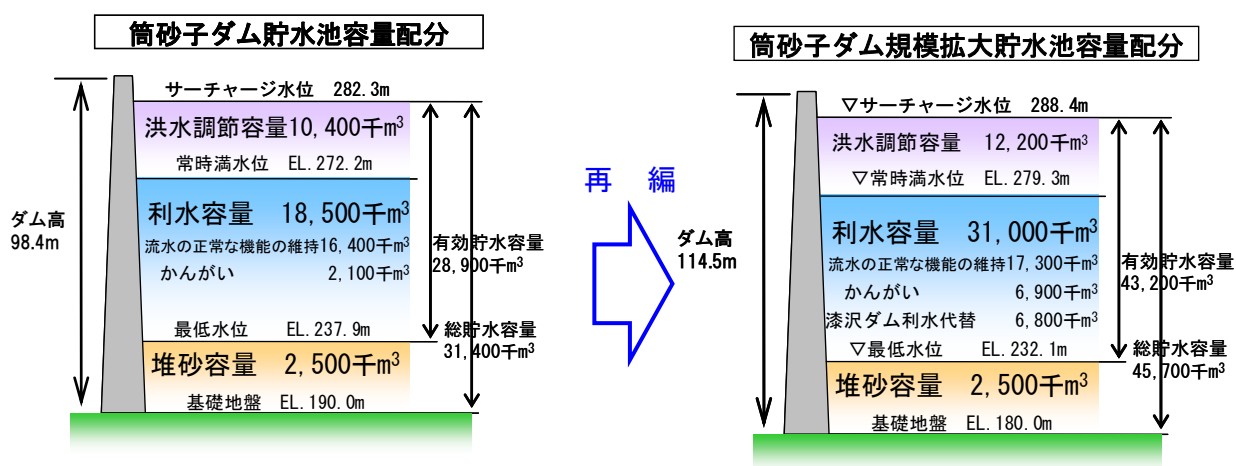 筒砂子ダム貯水池容量配分
サーチャージ水位 282.3m
洪水調節容量10,400千m³
常時満水位 EL.272.2m
利水容量 18,500千m³
流水の正常な機能の維持16,400千m³
かんがい 2,100千m³
最低水位 EL.237.9m
堆砂容量 2,500千m³
基礎地盤 EL.190.0m
ダム高
98.4m
有効貯水容量
28,900千m³
総貯水容量
31,400千m³
再 編
筒砂子ダム規模拡大貯水池容量配分
▽サーチャージ水位 288.4m
洪水調節容量 12,200千m³
▽常時満水位 EL.279.3m
利水容量 31,000千m³
流水の正常な機能の維持17,300千m³
かんがい 6,900千m³
漆沢ダム利水代替 6,800千m³
▽最低水位 EL.232.1m
堆砂容量 2,500千m³
基礎地盤 EL.180.0m
ダム高
114.5m
有効貯水容量
43,200千m³
総貯水容量
45,700千m³